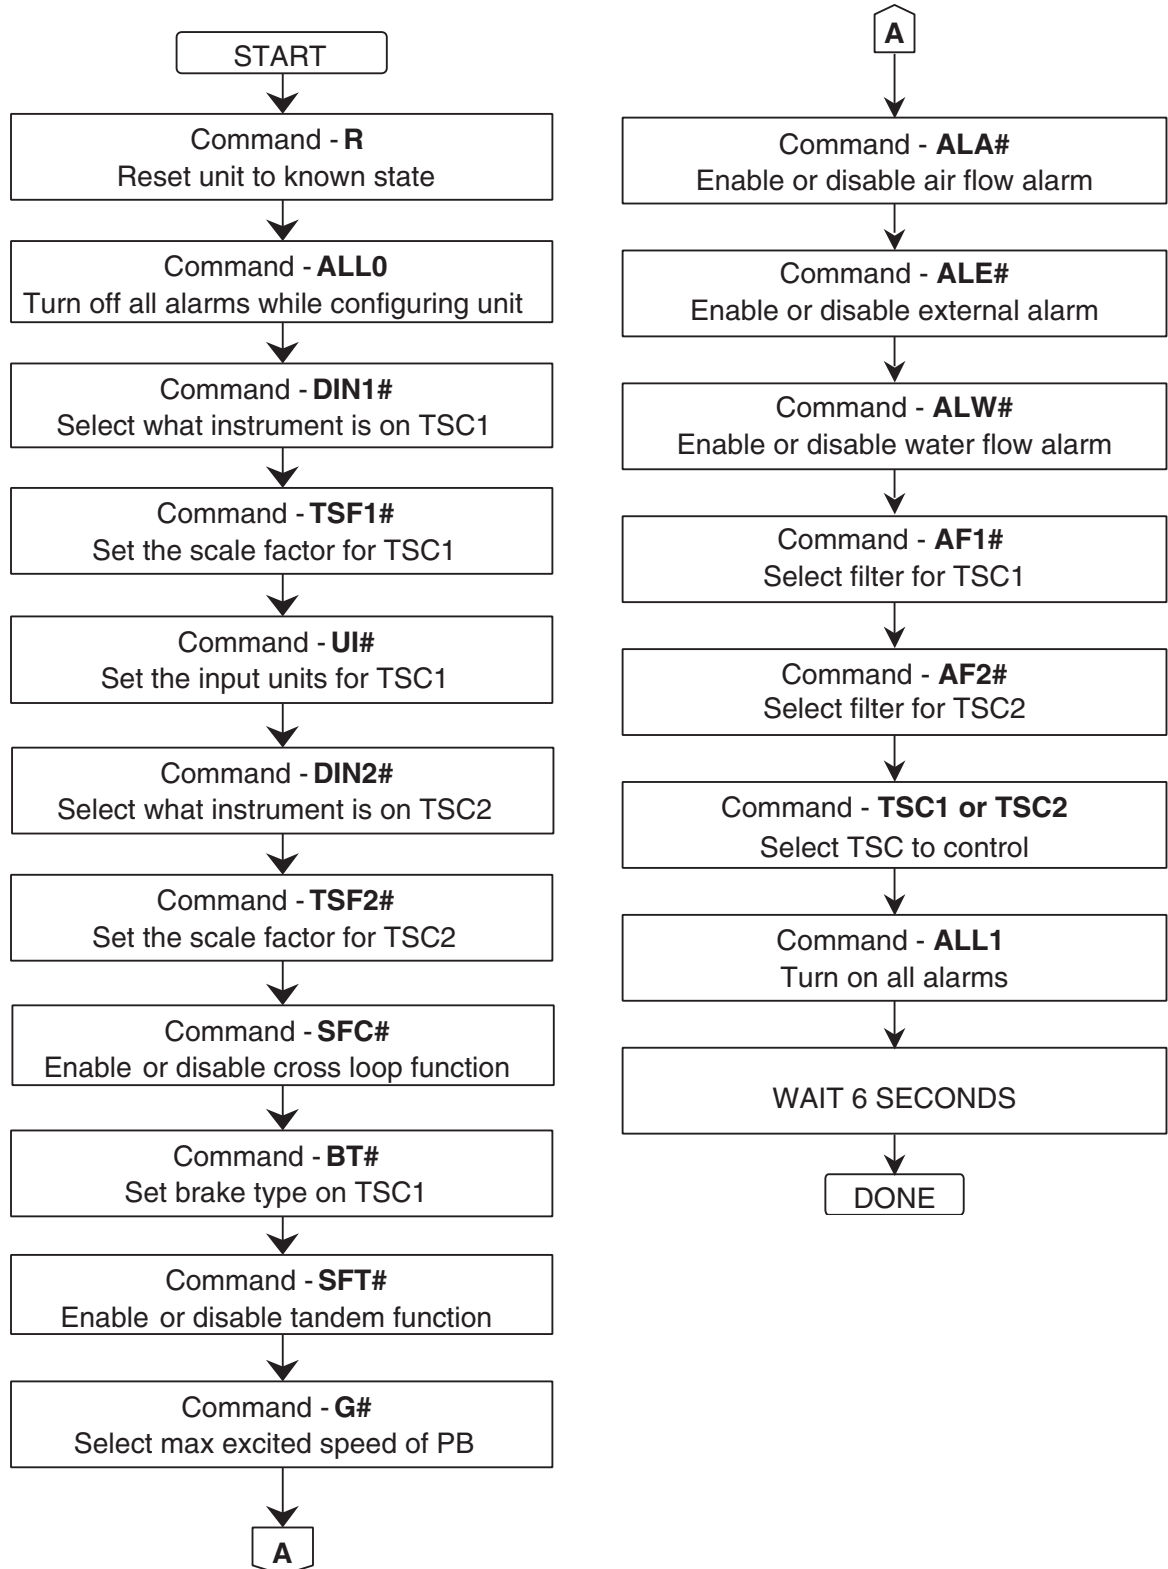 START
Command - R
Reset unit to known state
Command - ALL0
Turn off all alarms while configuring unit
Command - DIN1#
Select what instrument is on TSC1
Command - TSF1#
Set the scale factor for TSC1
Command - UI#
Set the input units for TSC1
Command - DIN2#
Select what instrument is on TSC2
Command - TSF2#
Set the scale factor for TSC2
Command - SFC#
Enable or disable cross loop function
Command - BT#
Set brake type on TSC1
Command - SFT#
Enable or disable tandem function
Command - G#
Select max excited speed of PB
A
A
Command - ALA#
Enable or disable air flow alarm
Command - ALE#
Enable or disable external alarm
Command - ALW#
Enable or disable water flow alarm
Command - AF1#
Select filter for TSC1
Command - AF2#
Select filter for TSC2
Command - TSC1 or TSC2
Select TSC to control
Command - ALL1
Turn on all alarms
WAIT 6 SECONDS
DONE